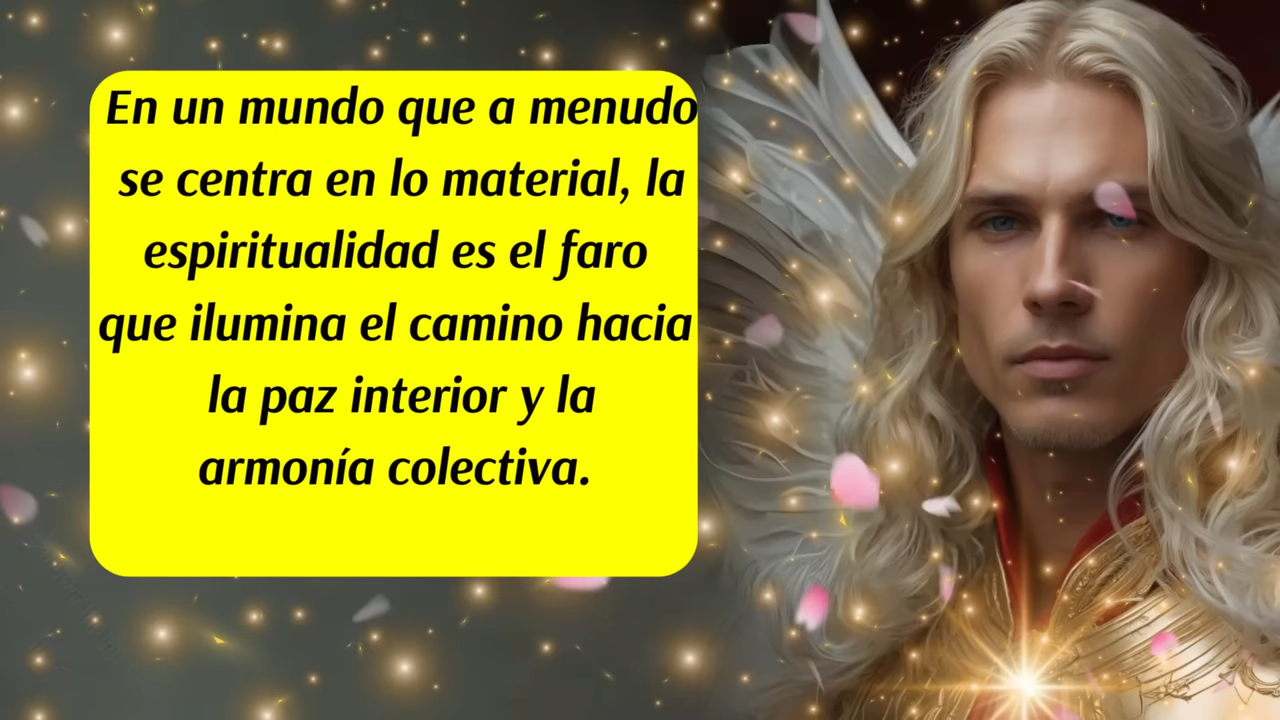 En un mundo que a menudo
se centra en lo material, la
espiritualidad es el faro
que ilumina el camino hacia
la paz interior y la
armonía colectiva.